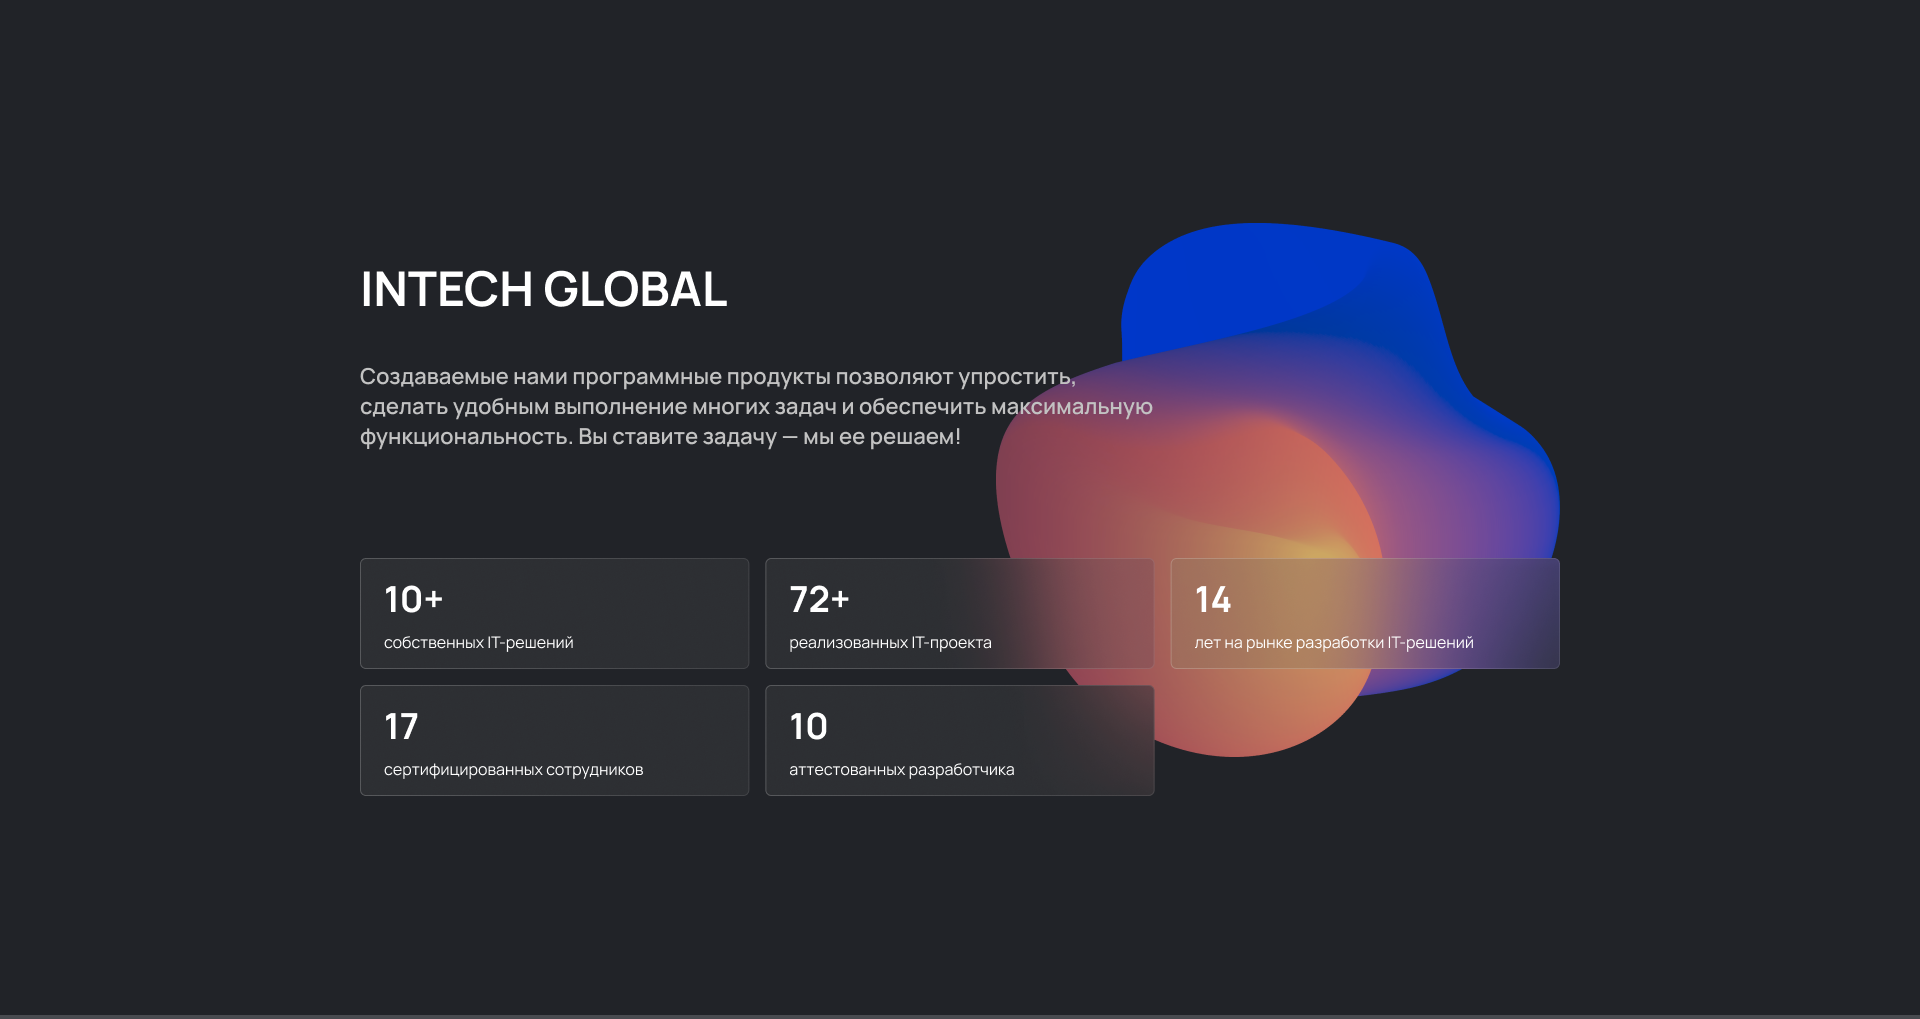 INTECH GLOBAL
Создаваемые нами программные продукты позволяют упростить,
сделать удобным выполнение многих задач и обеспечить максимальную
функциональность. Вы ставите задачу — мы ее решаем!
10+
собственных IT-решений
72+
реализованных IT-проекта
14
лет на рынке разработки IT-решений
17
сертифицированных сотрудников
10
аттестованных разработчика